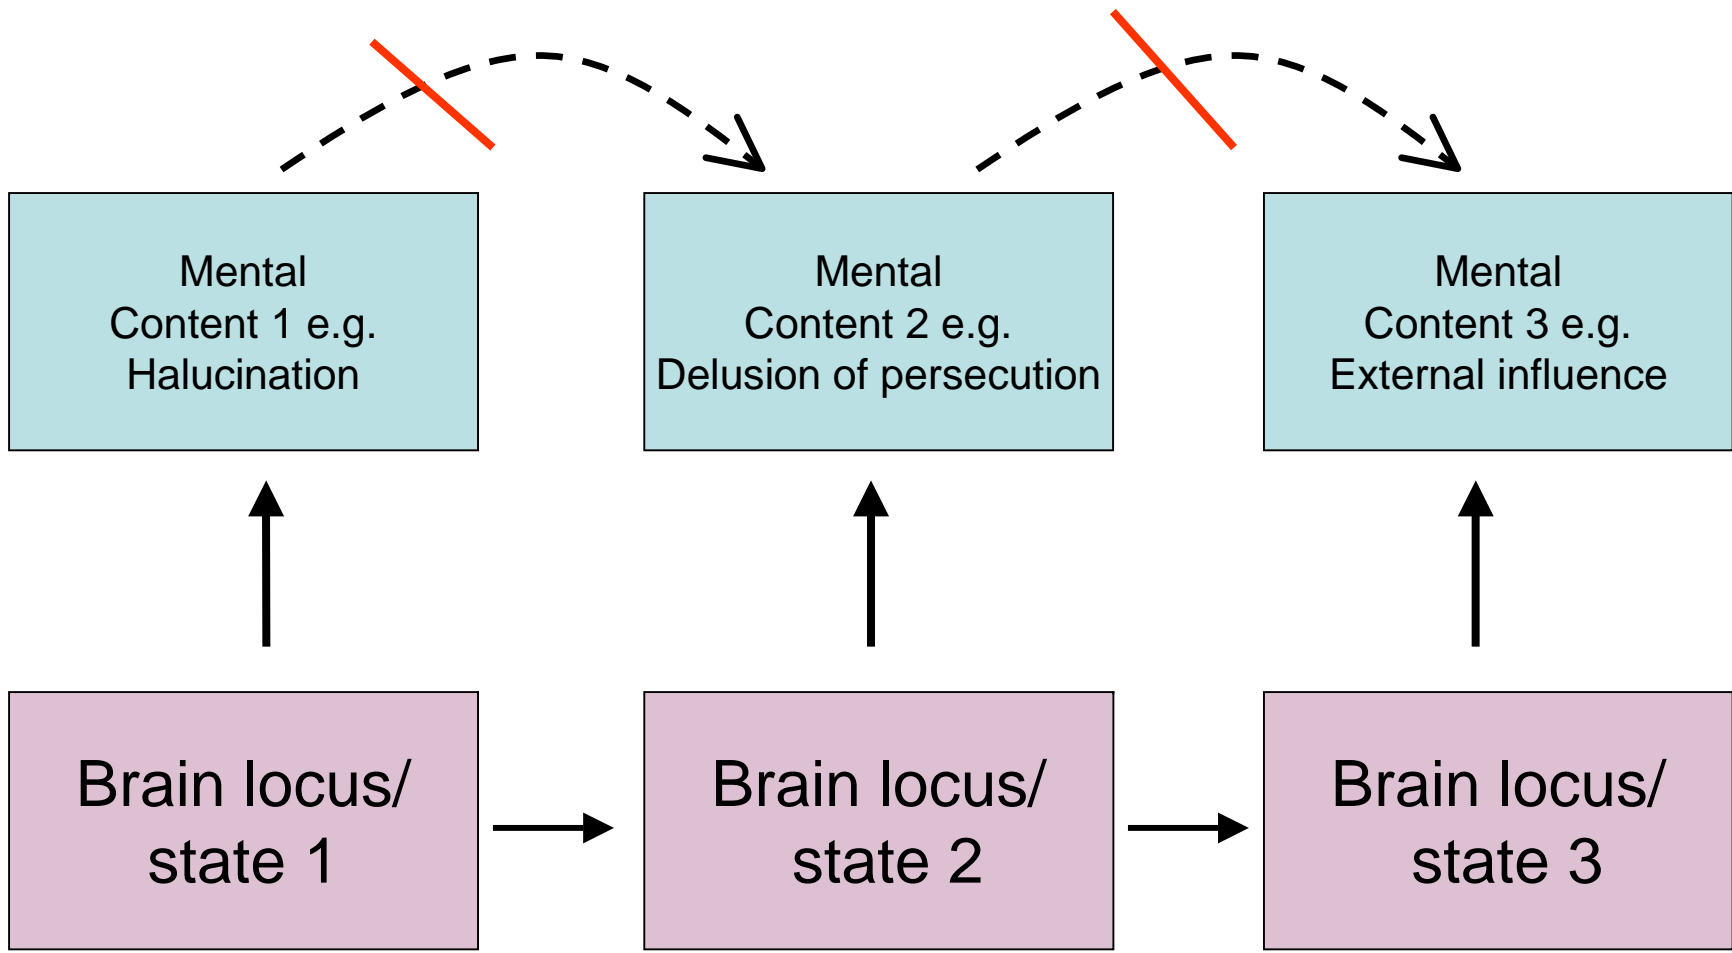 Mental
Content 1 e.g.
Halucination
Mental
Content 2 e.g.
Delusion of persecution
Mental
Content 3 e.g.
External influence
Brain locus/
state 1
Brain locus/
state 2
Brain locus/
state 3